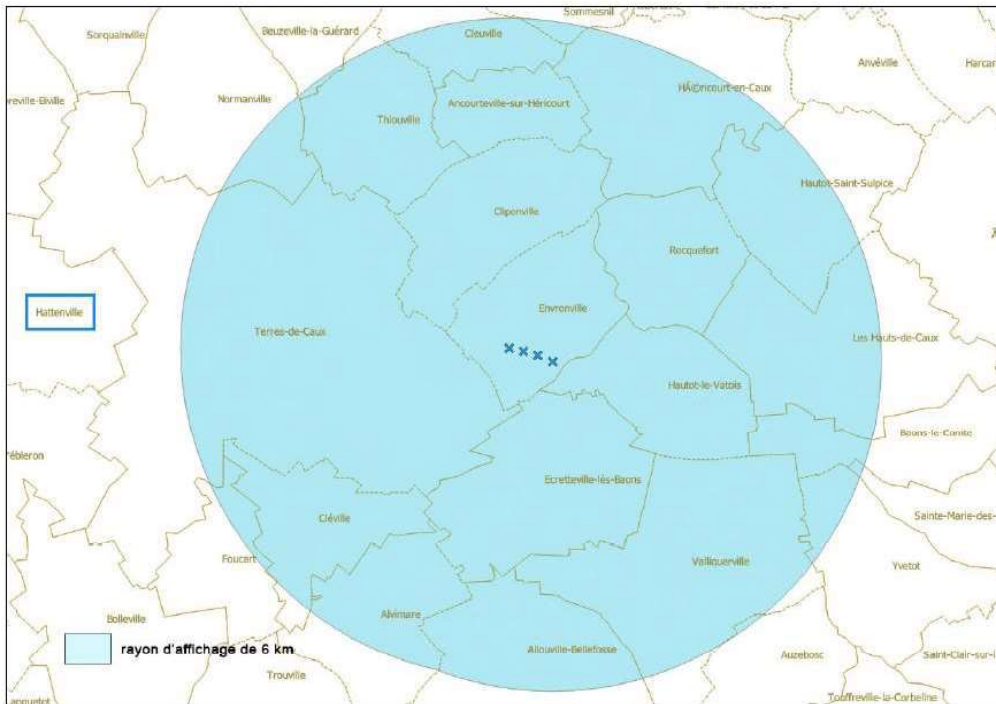 Sommesnil
Sorquainville
Beuzeville-la-Guérard
Cleuville
Anvéville
Harcan
reville-Biville
Normanville
Ancourteville-sur-Héricourt
HÃ©ricourt-en-Caux
Thiouville
Hautot-Saint-Sulpice
Cliponville
Rocquefort
Hattenville
Envronville
Terres-de-Caux
Les Hauts-de-Caux
Hautot-le-Vatois
Baons-le-Comte
ébleron
Ecretteville-lès-Baons
Cléville
Sainte-Marie-des-
Foucart
Valliquerville
Yvetot
Bolleville
Alvimare
rayon d'affichage de 6 km
Allouville-Bellefosse
Auzebosc
Saint-Clair-sur-l
Trouville
Touffreville-la-Corbeline
anquetot